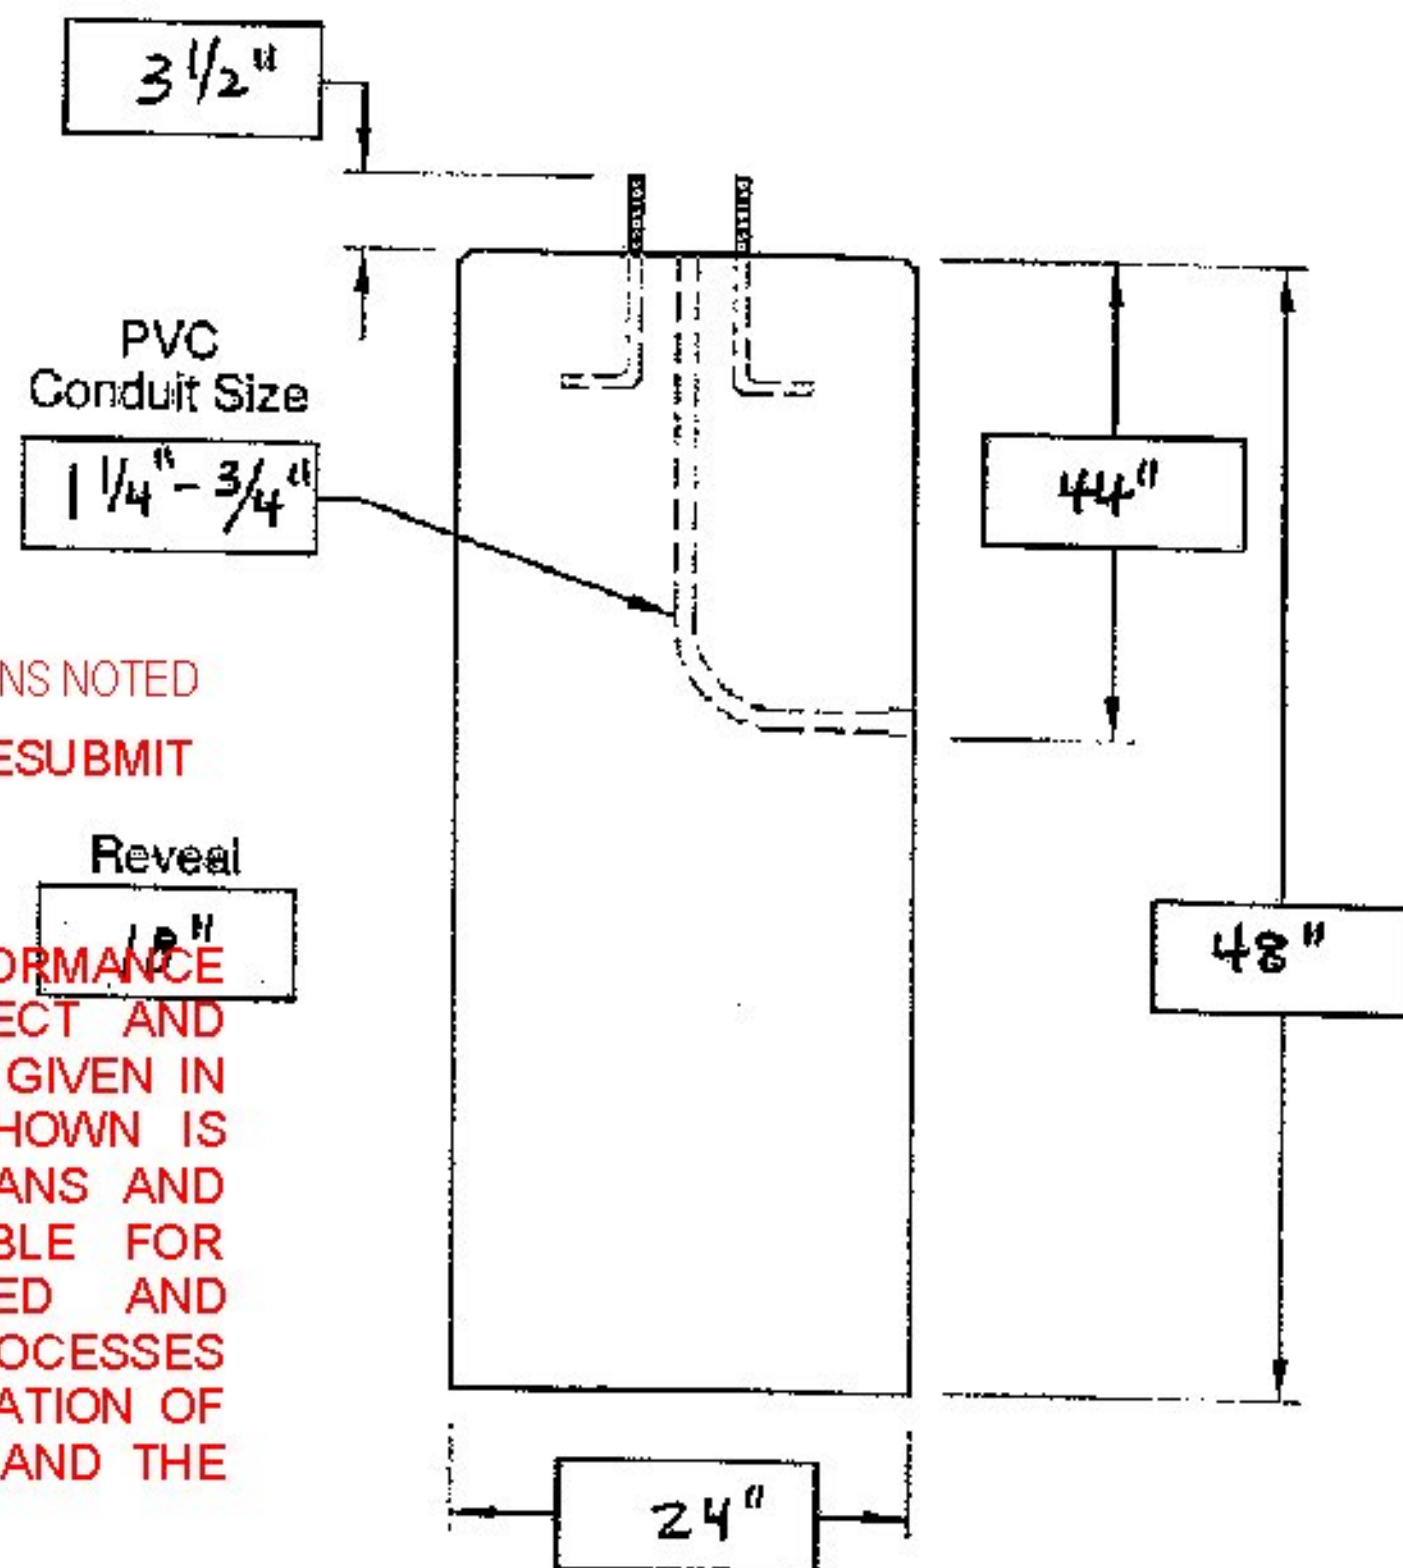 3 1/2"
PVC
Conduit Size
1 1/4" - 3/4"
44"
NS NOTED
ESUBMIT
Reveal
48"
ORMANCE
ECT AND
GIVEN IN
HOWN IS
ANS AND
BLE FOR
ED AND
OCESSES
ATION OF
AND THE
24"